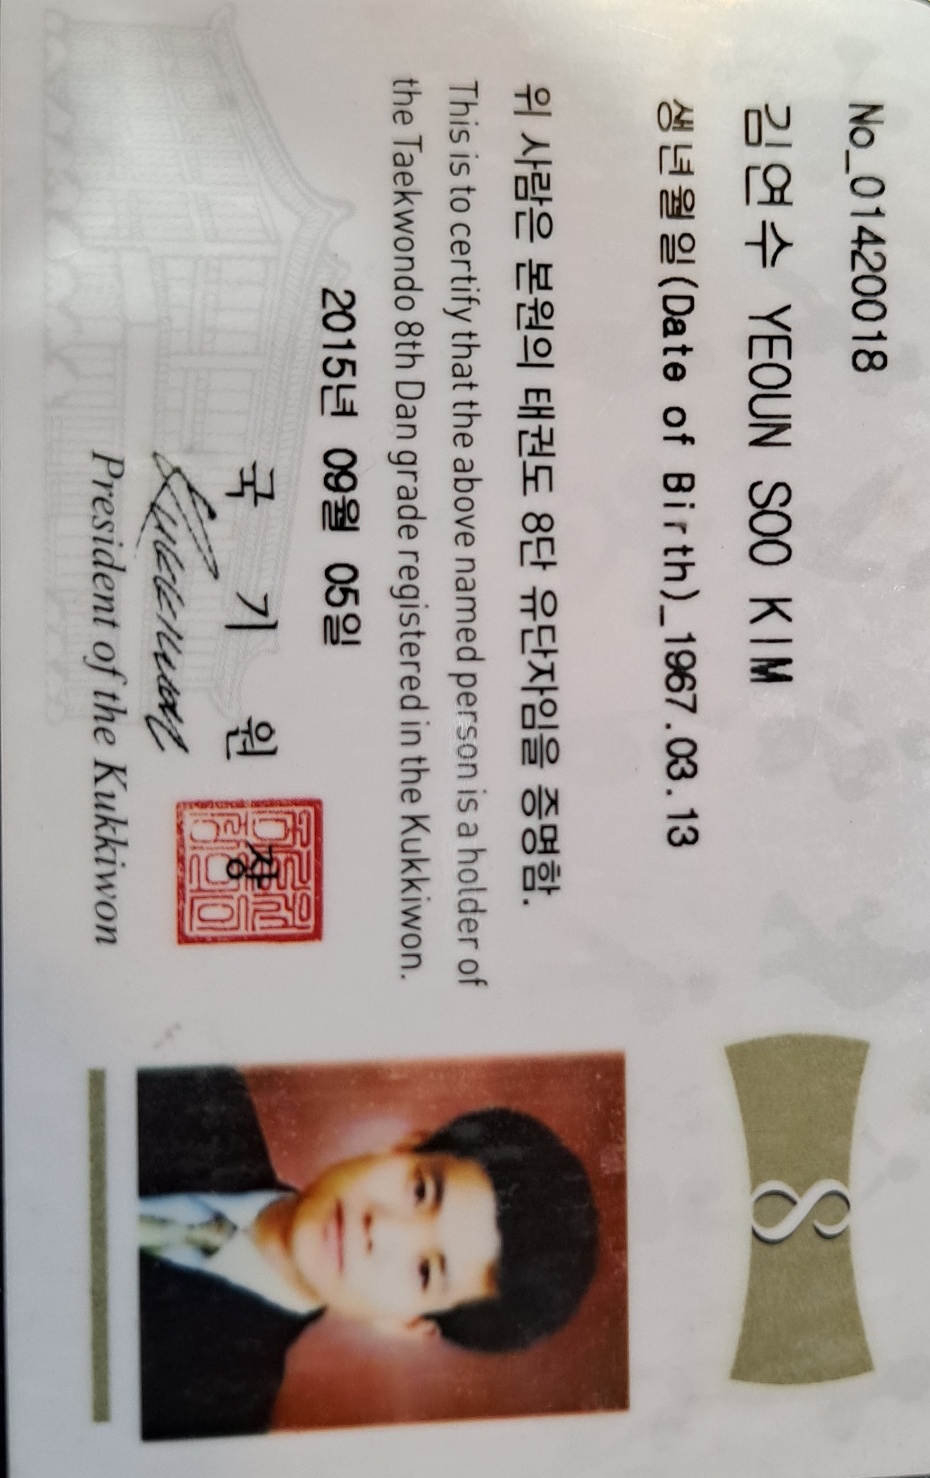 No_01420018
김연수 YEOUN SOO KIM
생년월일(Date of Birth)_1967.03.13
위 사람은 본원의 태권도 8단 유단자임을 증명함.
This is to certify that the above named person is a holder of
the Taekwondo 8th Dan grade registered in the Kukkiwon.
2015년 09월 05일
국 기 원 장
President of the Kukkiwon
8